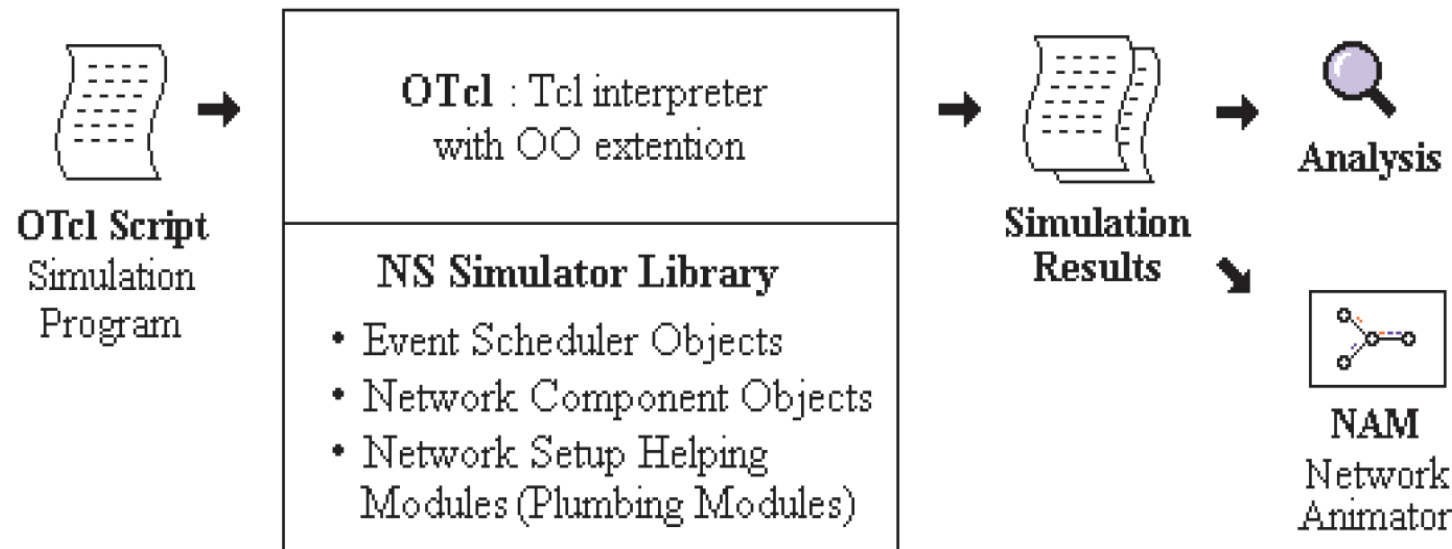 OTcl Script
Simulation
Program
OTcl : Tcl interpreter
with OO extention
NS Simulator Library
• Event Scheduler Objects
• Network Component Objects
• Network Setup Helping
Modules (Plumbing Modules)
Simulation
Results
Analysis
NAM
Network
Animator